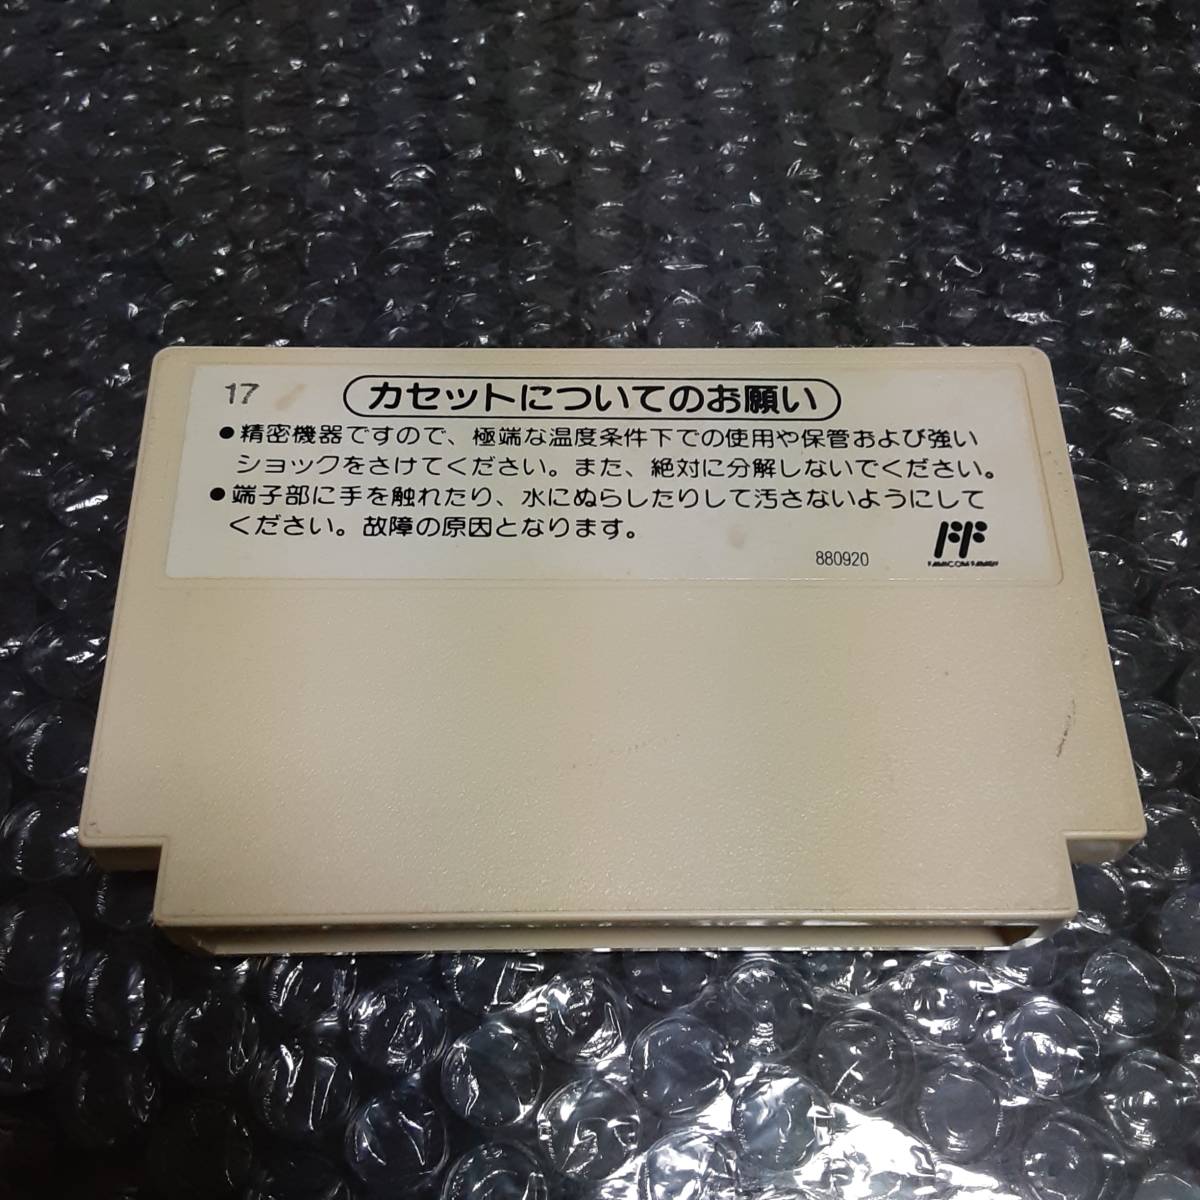 17
カセットについてのお願い
●精密機器ですので、極端な温度条件下での使用や保管および強い
ショックをさけてください。また、絶対に分解しないでください。
●端子部に手を触れたり、水にぬらしたりして汚さないようにして
ください。故障の原因となります。
880920
FF
FAMICOM FAMILY